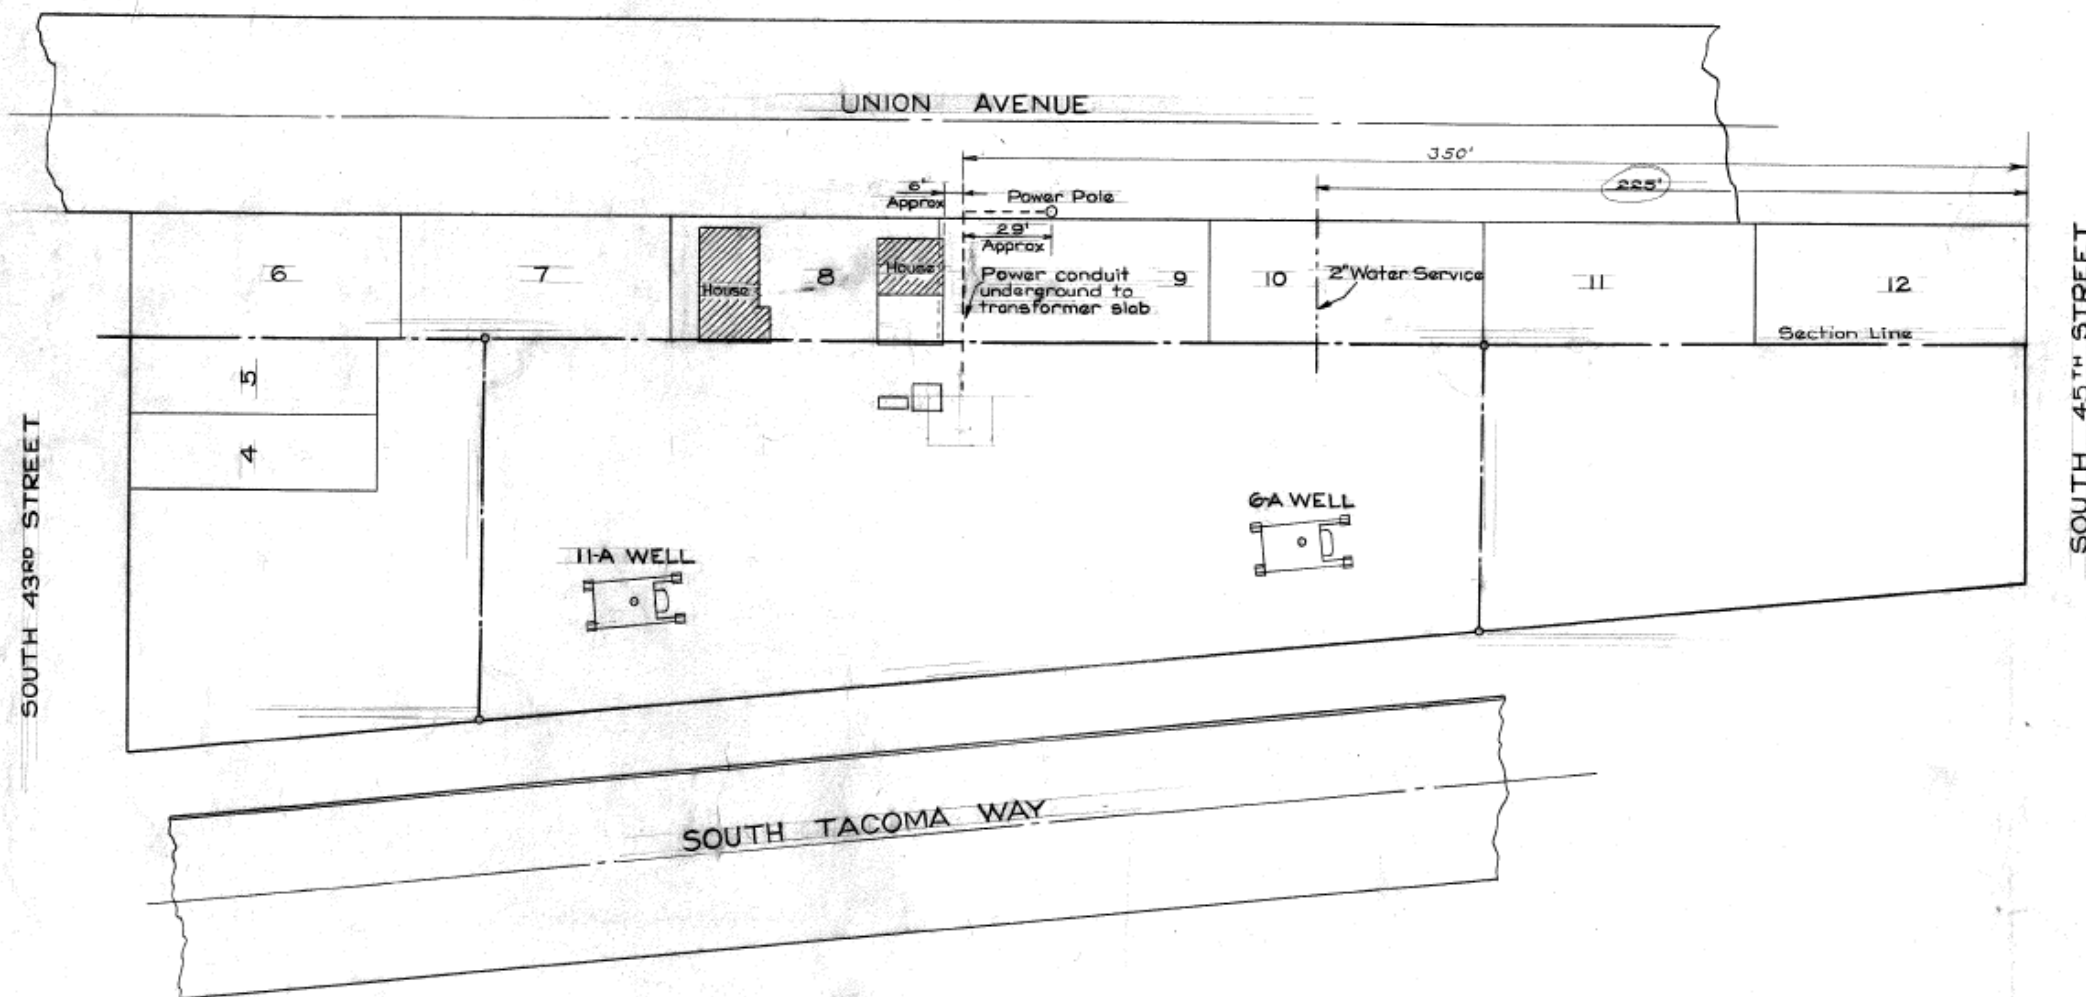 UNION AVENUE
350'
225'
6'
Approx
Power Pole
29'
Approx
6
7
House
8
House
Power conduit
underground to
transformer slab
9
10
2" Water Service
11
12
Section Line
5
4
SOUTH 43RD STREET
SOUTH 45TH STREET
6-A WELL
11-A WELL
SOUTH TACOMA WAY